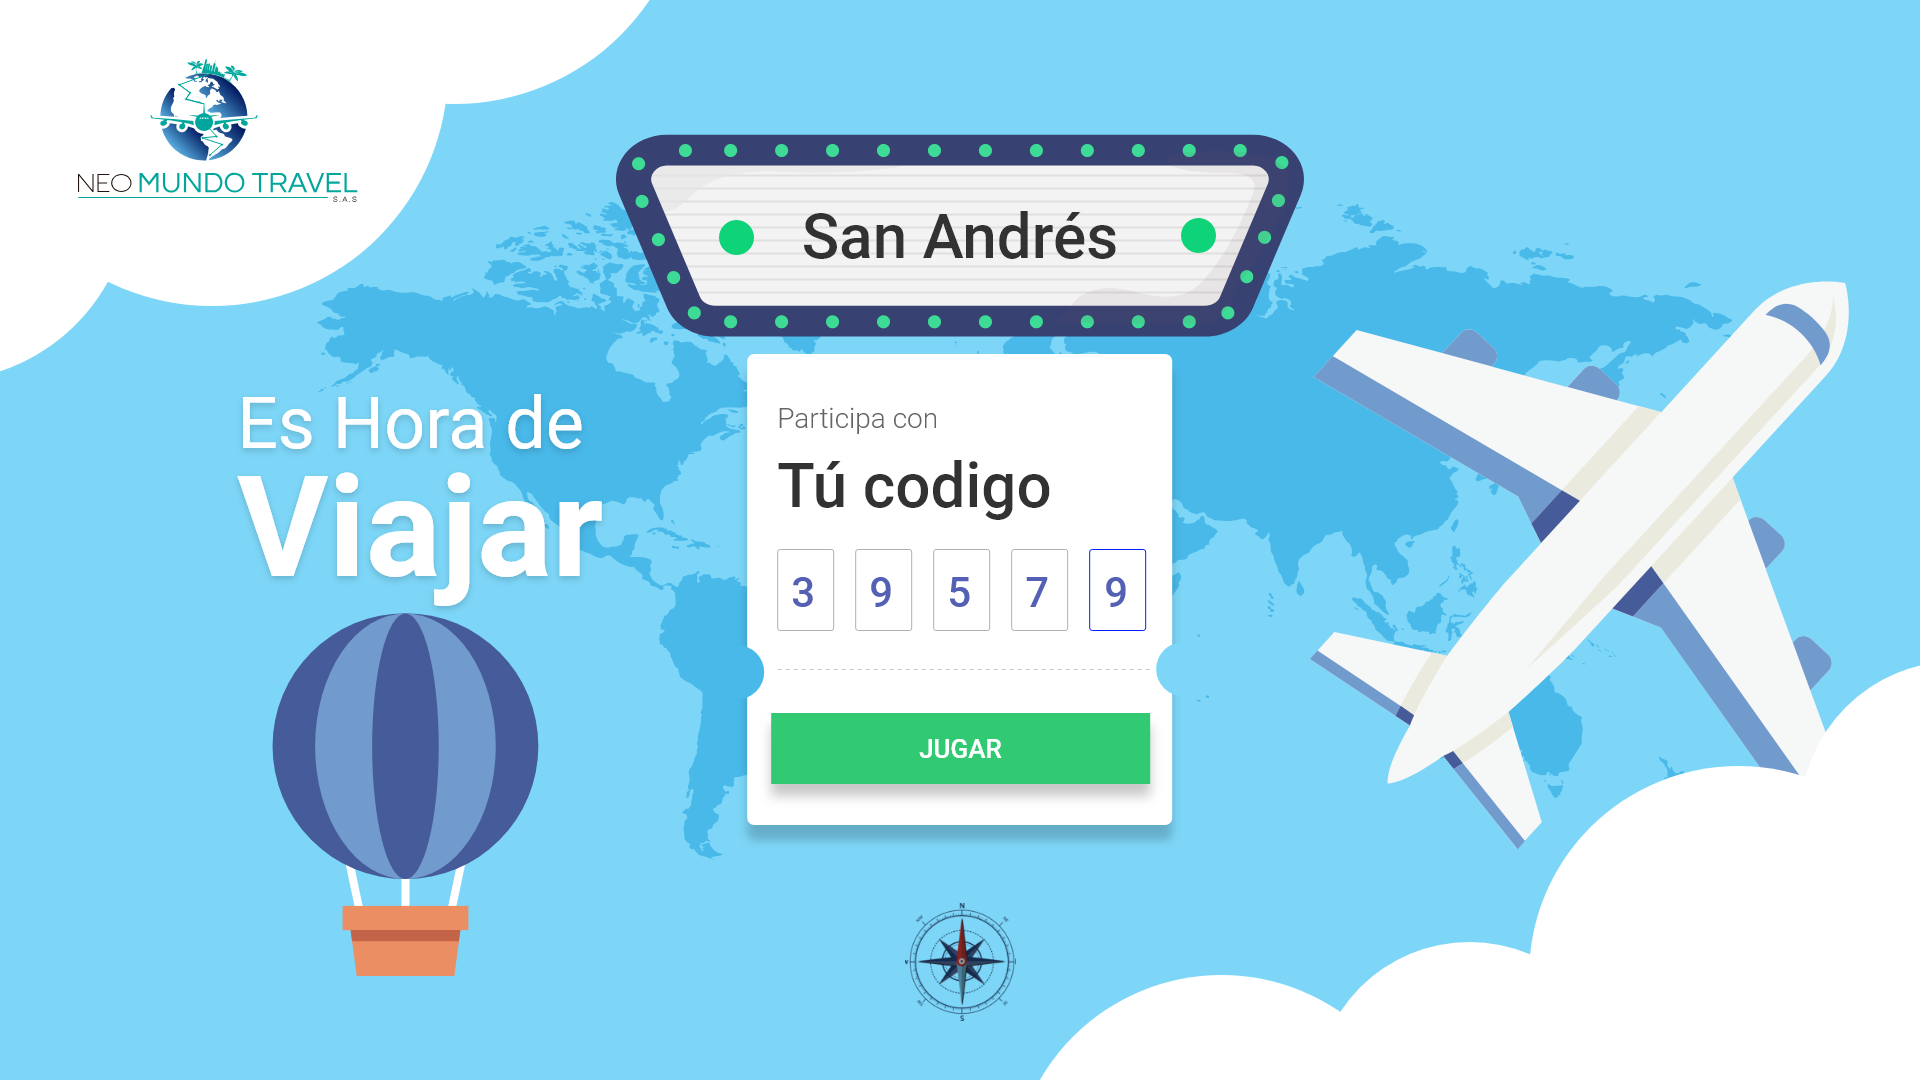 NEO MUNDO TRAVEL
S.A.S
San Andrés
Es Hora de
Viajar
Participa con
Tú codigo
3 9 5 7 9
JUGAR
N
S